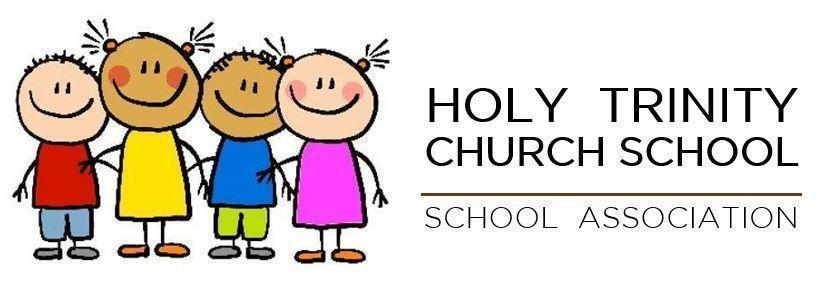 HOLY TRINITY
CHURCH SCHOOL
SCHOOL ASSOCIATION